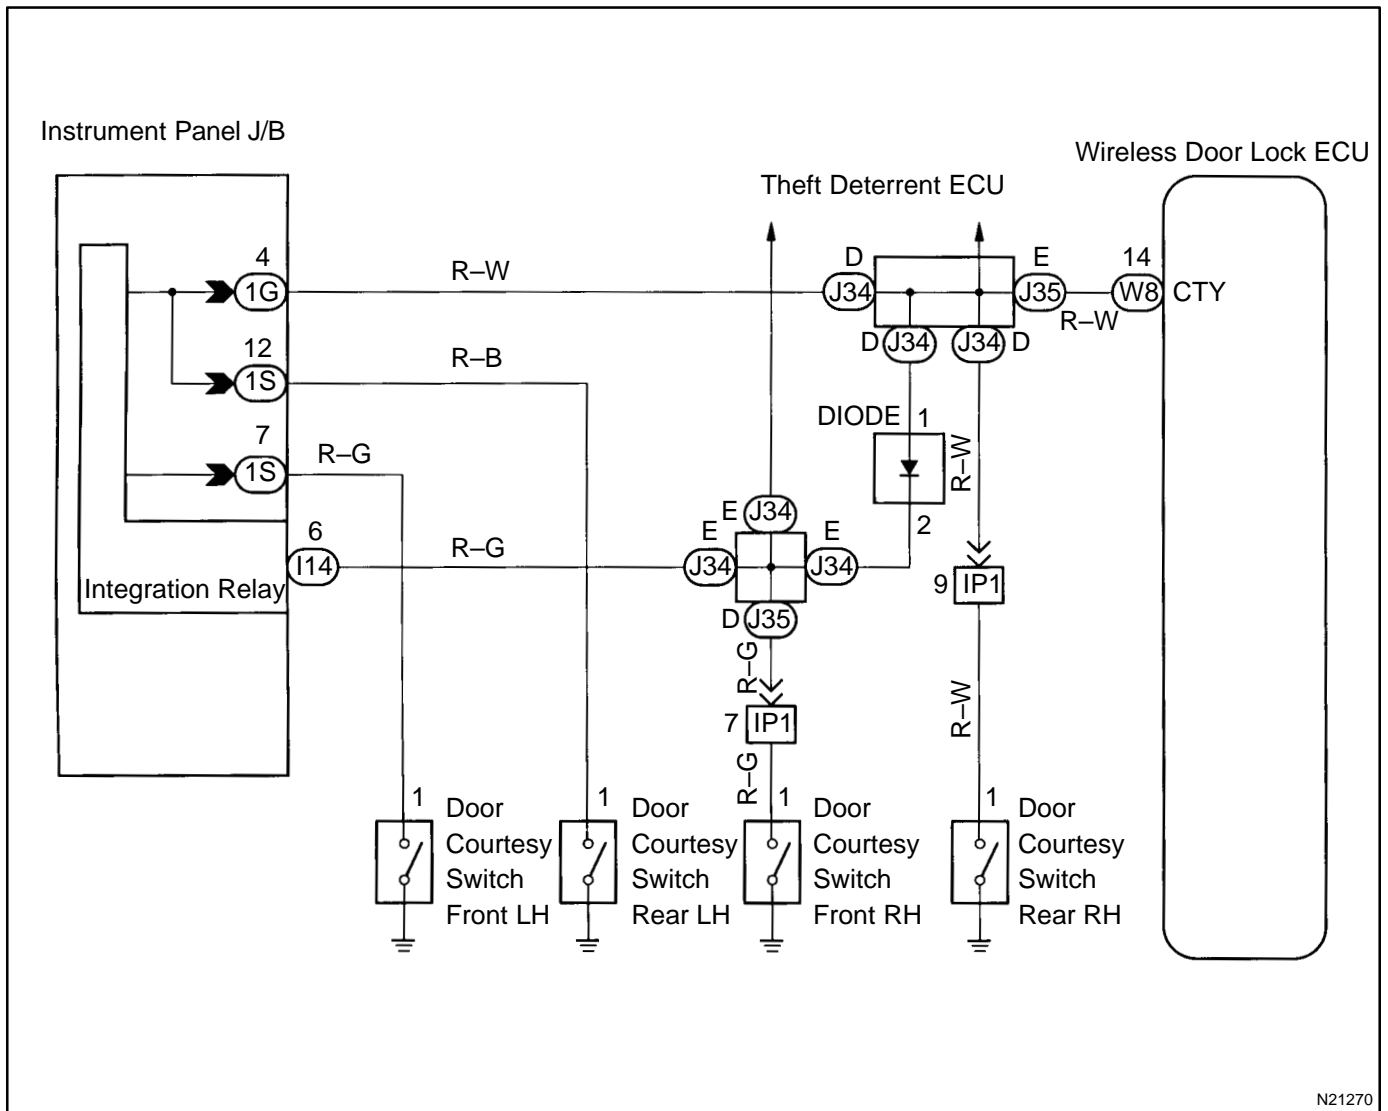 Instrument Panel J/B
Wireless Door Lock ECU
Theft Deterrent ECU
4
1G
R–W
D
J34
E
J35
14
W8
CTY
R–W
D
J34
J34
D
12
1S
R–B
DIODE
1
2
R–W
7
1S
R–G
E
J34
6
I14
R–G
E
J34
E
J34
Integration Relay
D
J35
R–G
9
IP1
7
IP1
R–G
R–W
1
Door
Courtesy
Switch
Front LH
1
Door
Courtesy
Switch
Rear LH
1
Door
Courtesy
Switch
Front RH
1
Door
Courtesy
Switch
Rear RH
N21270